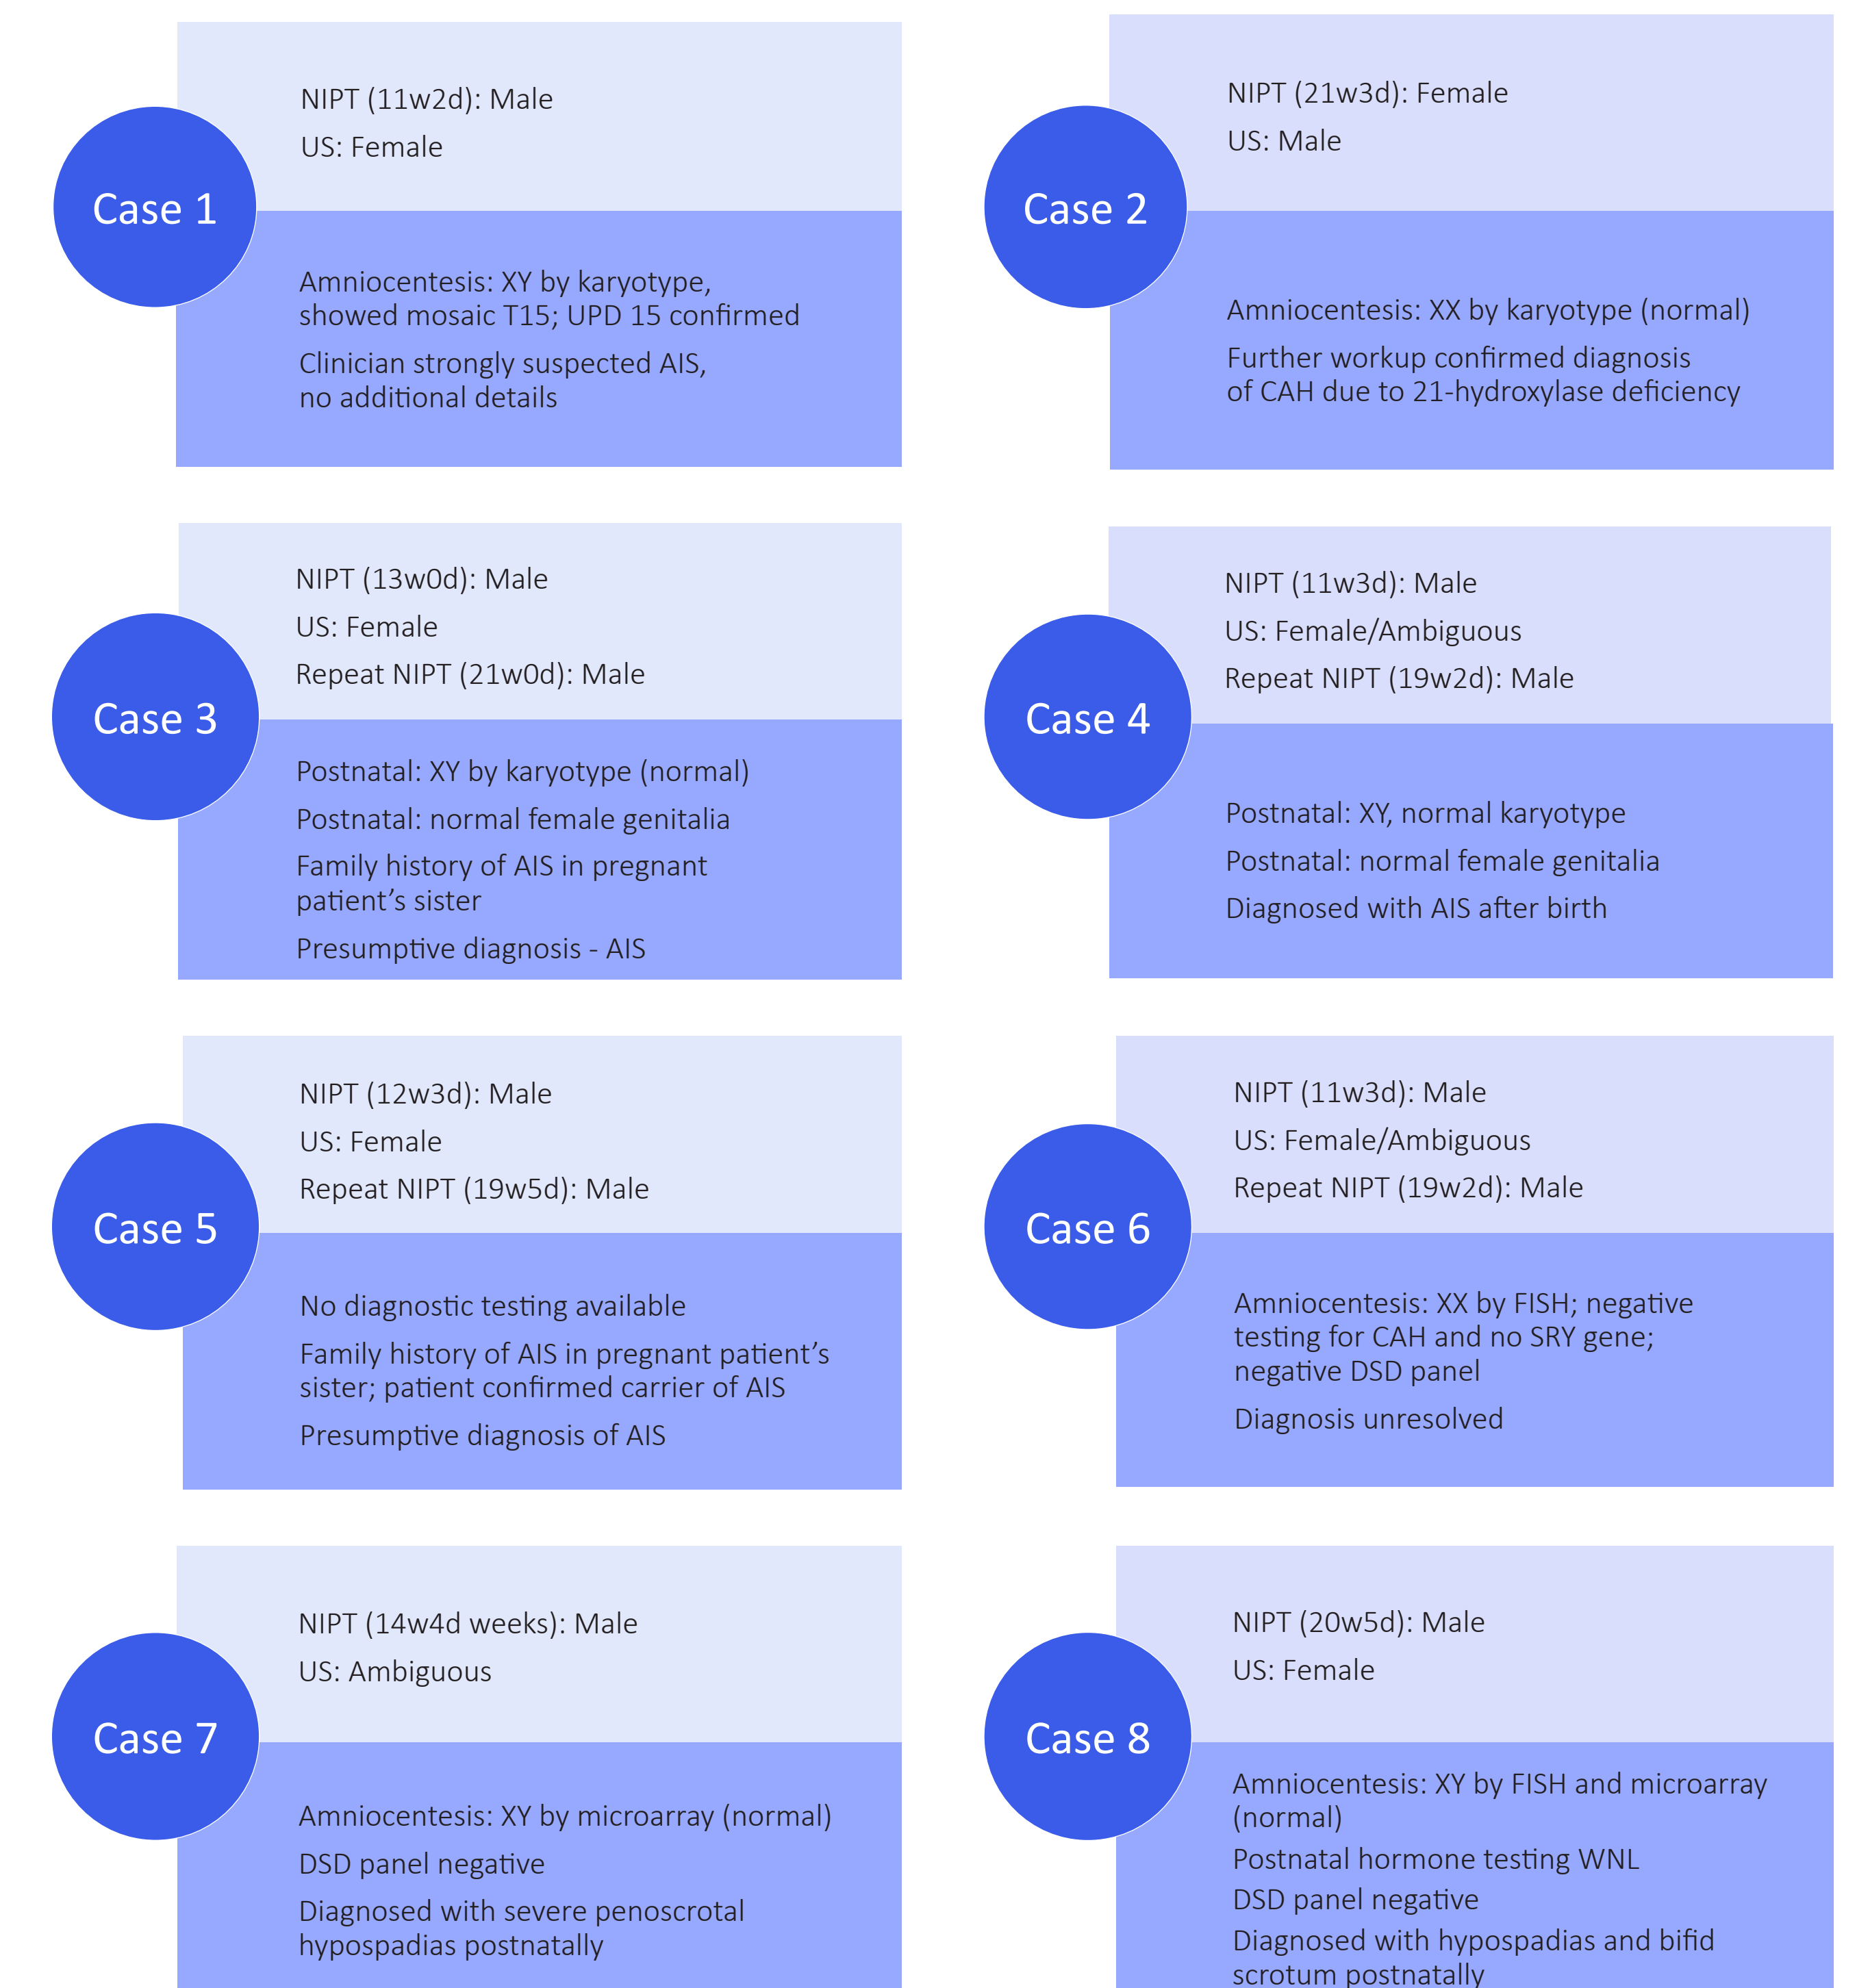 Case 1
NIPT (11w2d): Male
US: Female
Amniocentesis: XY by karyotype,
showed mosaic T15; UPD 15 confirmed
Clinician strongly suspected AIS,
no additional details
Case 2
NIPT (21w3d): Female
US: Male
Amniocentesis: XX by karyotype (normal)
Further workup confirmed diagnosis
of CAH due to 21-hydroxylase deficiency
Case 3
NIPT (13w0d): Male
US: Female
Repeat NIPT (21w0d): Male
Postnatal: XY by karyotype (normal)
Postnatal: normal female genitalia
Family history of AIS in pregnant
patient’s sister
Presumptive diagnosis - AIS
Case 4
NIPT (11w3d): Male
US: Female/Ambiguous
Repeat NIPT (19w2d): Male
Postnatal: XY, normal karyotype
Postnatal: normal female genitalia
Diagnosed with AIS after birth
Case 5
NIPT (12w3d): Male
US: Female
Repeat NIPT (19w5d): Male
No diagnostic testing available
Family history of AIS in pregnant patient’s
sister; patient confirmed carrier of AIS
Presumptive diagnosis of AIS
Case 6
NIPT (11w3d): Male
US: Female/Ambiguous
Repeat NIPT (19w2d): Male
Amniocentesis: XX by FISH; negative
testing for CAH and no SRY gene;
negative DSD panel
Diagnosis unresolved
Case 7
NIPT (14w4d weeks): Male
US: Ambiguous
Amniocentesis: XY by microarray (normal)
DSD panel negative
Diagnosed with severe penoscrotal
hypospadias postnatally
Case 8
NIPT (20w5d): Male
US: Female
Amniocentesis: XY by FISH and microarray
(normal)
Postnatal hormone testing WNL
DSD panel negative
Diagnosed with hypospadias and bifid
scrotum postnatally